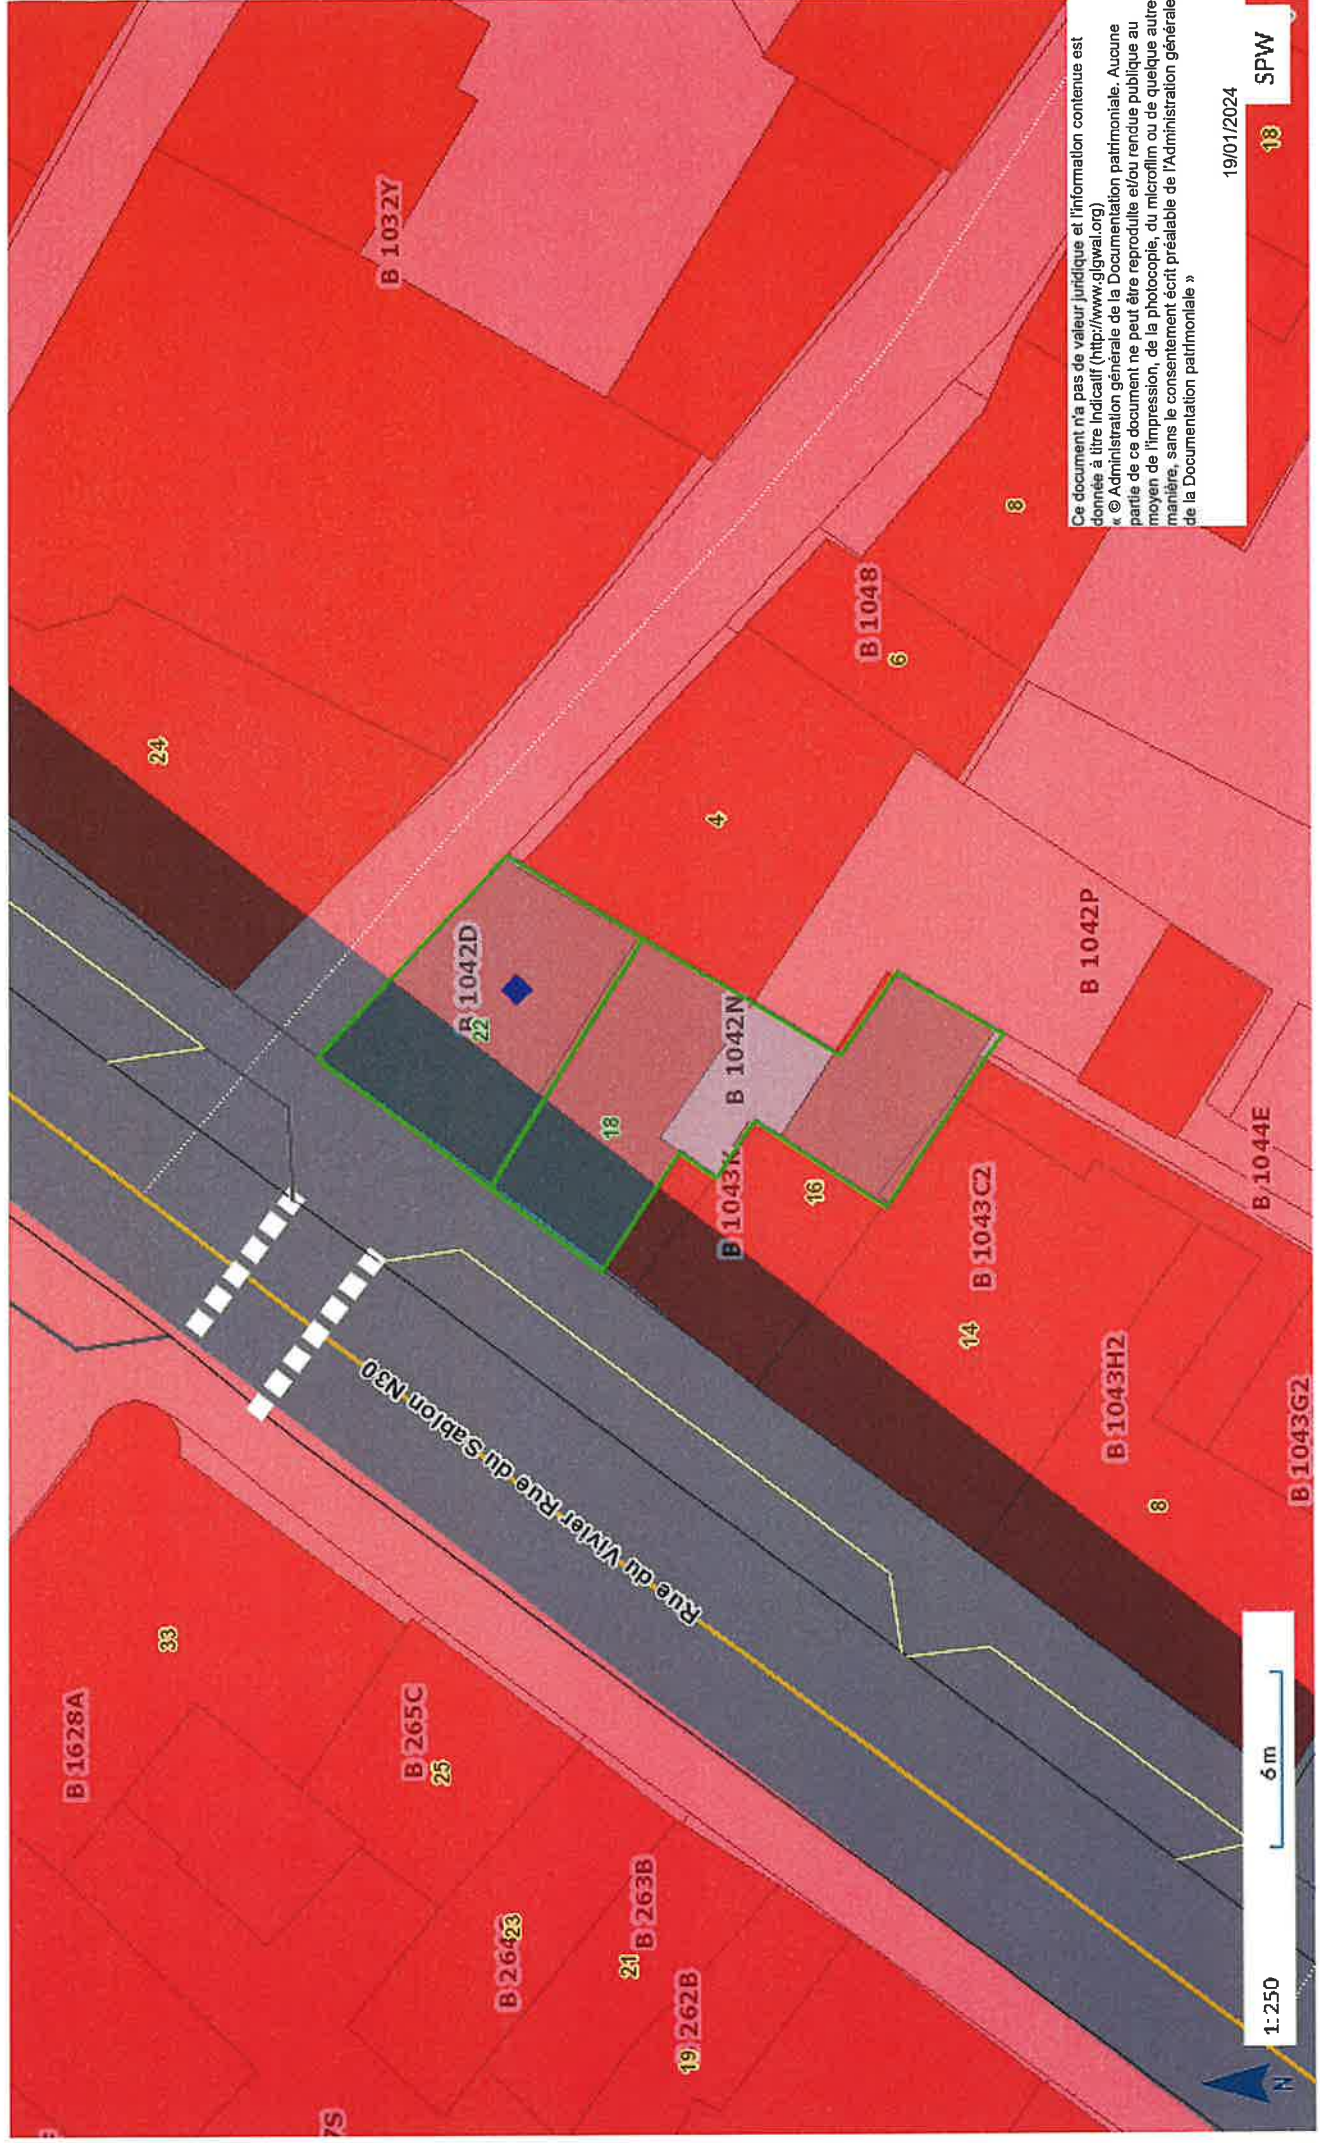 B 1032Y
24
B 1042D
22
B 1048
6
8
4
B 1042N
18
B 1043K
16
B 1042P
B 1043C2
14
B 1044E
B 1043H2
8
B 1043G2
Rue du Vivier Rue du Sablon N30
33
B 1628A
B 265C
25
B 264
23
B 263B
21
262B
19
7S
18
Ce document n'a pas de valeur juridique et l'information contenue est
donnée à titre indicatif (http://www.glgwal.org)
« © Administration générale de la Documentation patrimoniale. Aucune
partie de ce document ne peut être reproduite et/ou rendue publique au
moyen de l'impression, de la photocopie, du microfilm ou de quelque autre
manière, sans le consentement écrit préalable de l'Administration générale
de la Documentation patrimoniale »
19/01/2024
SPW
1:250
6 m
N